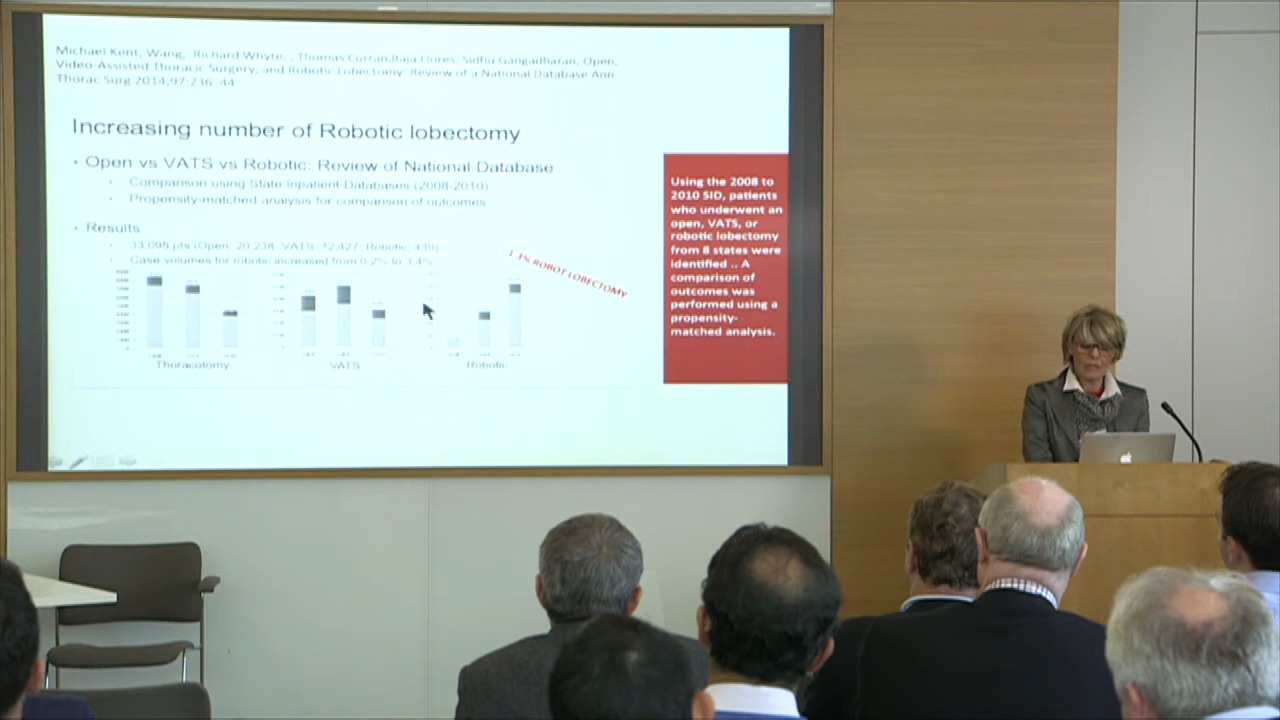 Michael Kent, Wang, Richard Whyte, , Thomas Curran,Raja Flores, Sidhu Gangadharan, Open,
Video-Assisted Thoracic Surgery, and Robotic Lobectomy: Review of a National Database Ann
Thorac Surg 2014;97:236–44
Increasing number of Robotic lobectomy
• Open vs VATS vs Robotic: Review of National Database
• Comparison using State Inpatient Databases (2008-2010)
• Propensity-matched analysis for comparison of outcomes
• Results
• 33,095 pts (Open: 20,238; VATS: 12,427; Robotic: 430)
• Case volumes for robotic increased from 0.2% to 3.4%
1.3% ROBOT LOBECTOMY
Thoracotomy
VATS
Robotic
Using the 2008 to
2010 SID, patients
who underwent an
open, VATS, or
robotic lobectomy
from 8 states were
identified .. A
comparison of
outcomes was
performed using a
propensity-
matched analysis.